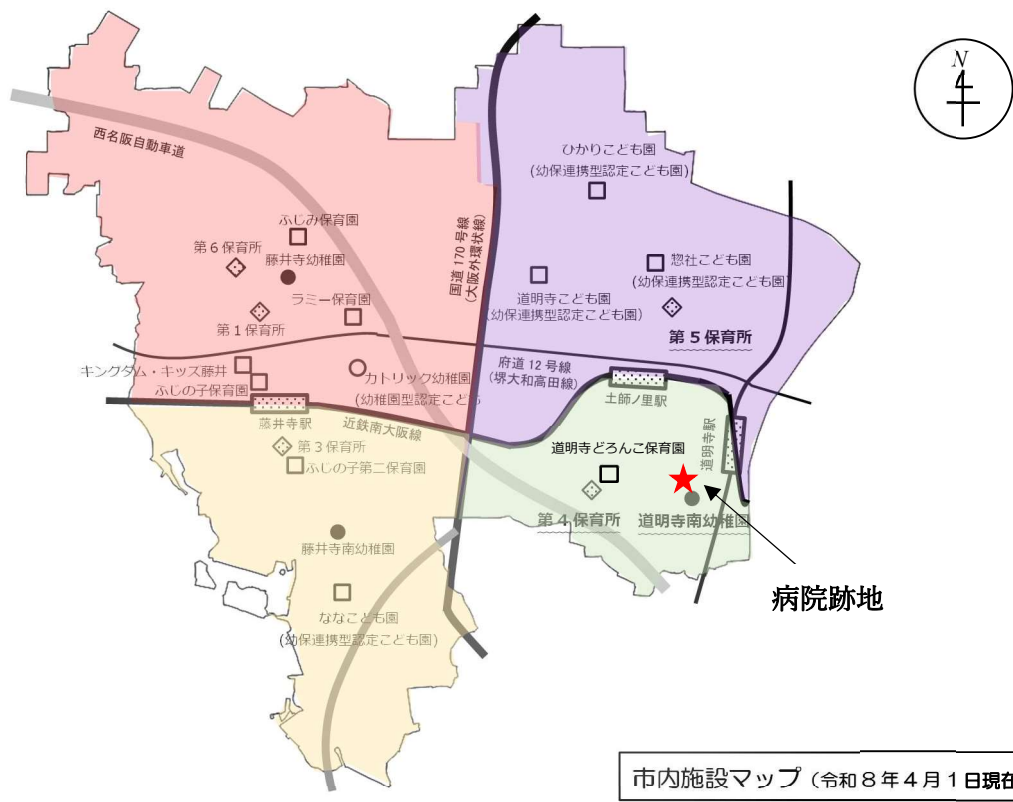 N
西名阪自動車道
ひかりこども園
(幼保連携型認定こども園)
国道170号線
(大阪外環状線)
ふじみ保育園
第6保育所
藤井寺幼稚園
惣社こども園
(幼保連携型認定こども園)
ラミー保育園
第1保育所
道明寺こども園
(幼保連携型認定こども園)
第5保育所
キングダム・キッズ藤井
ふじの子保育園
カトリック幼稚園
(幼稚園型認定こども
府道12号線
(堺大和高田線)
土師ノ里駅
藤井寺駅
近鉄南大阪線
道明寺駅
第3保育所
ふじの子第二保育園
道明寺どろんこ保育園
第4保育所
道明寺南幼稚園
藤井寺南幼稚園
病院跡地
ななこども園
(幼保連携型認定こども園)
市内施設マップ(令和8年4月1日現在